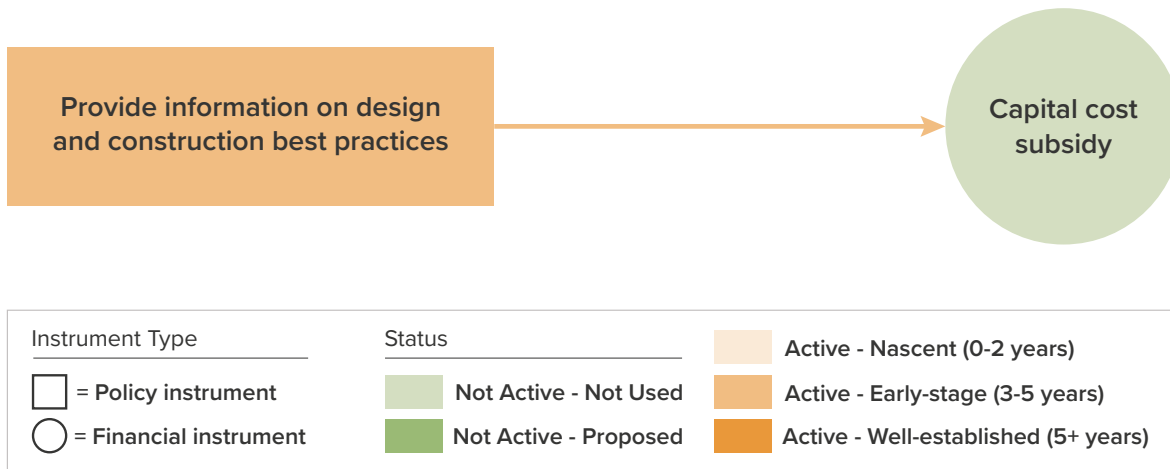 Provide information on design
and construction best practices
Capital cost
subsidy
Instrument Type
= Policy instrument
= Financial instrument
Status
Not Active - Not Used
Not Active - Proposed
Active - Nascent (0-2 years)
Active - Early-stage (3-5 years)
Active - Well-established (5+ years)